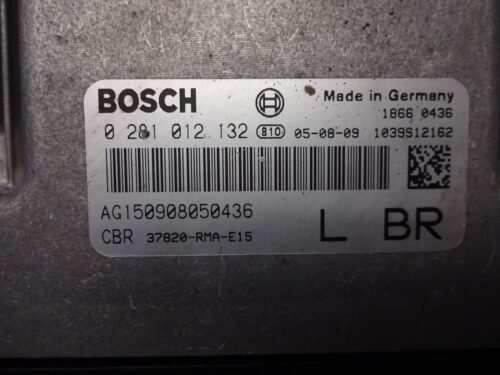 BOSCH
Made in Germany
1866 0436
0 281 012 132 810 05-08-09 1039S12162
AG150908050436
CBR 37820-RMA-E15
L BR